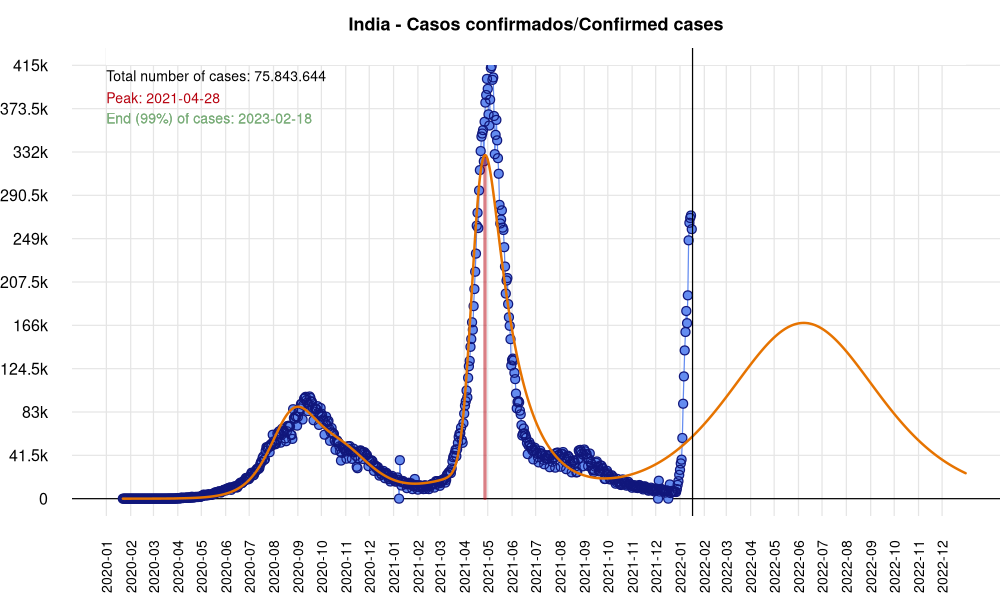 India - Casos confirmados/Confirmed cases
Total number of cases: 75.843.644
Peak: 2021-04-28
End (99%) of cases: 2023-02-18
415k
373.5k
332k
290.5k
249k
207.5k
166k
124.5k
83k
41.5k
0
2020-01
2020-02
2020-03
2020-04
2020-05
2020-06
2020-07
2020-08
2020-09
2020-10
2020-11
2020-12
2021-01
2021-02
2021-03
2021-04
2021-05
2021-06
2021-07
2021-08
2021-09
2021-10
2021-11
2021-12
2022-01
2022-02
2022-03
2022-04
2022-05
2022-06
2022-07
2022-08
2022-09
2022-10
2022-11
2022-12